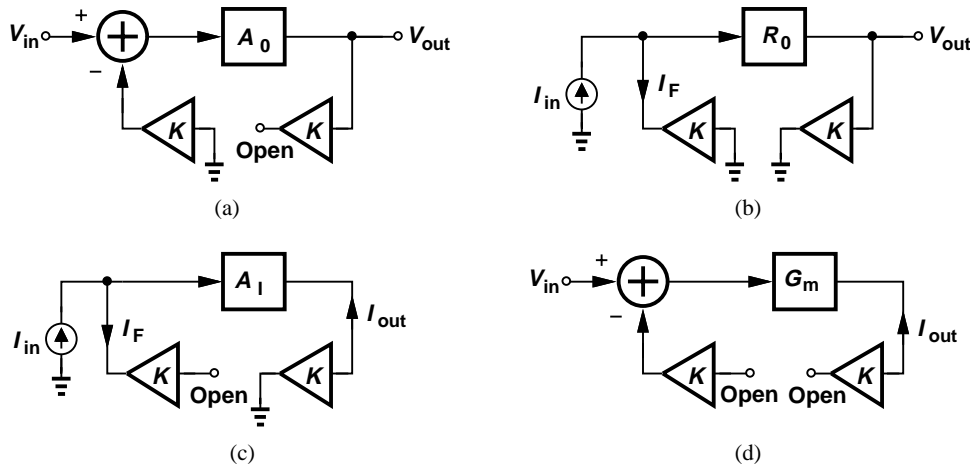 V_in + A_0 V_out
−
K K
Open
(a)
R_0 V_out
I_in I_F
K K
(b)
A_I
I_in I_F I_out
K Open K
(c)
V_in + G_m
−
I_out
K K
Open Open
(d)